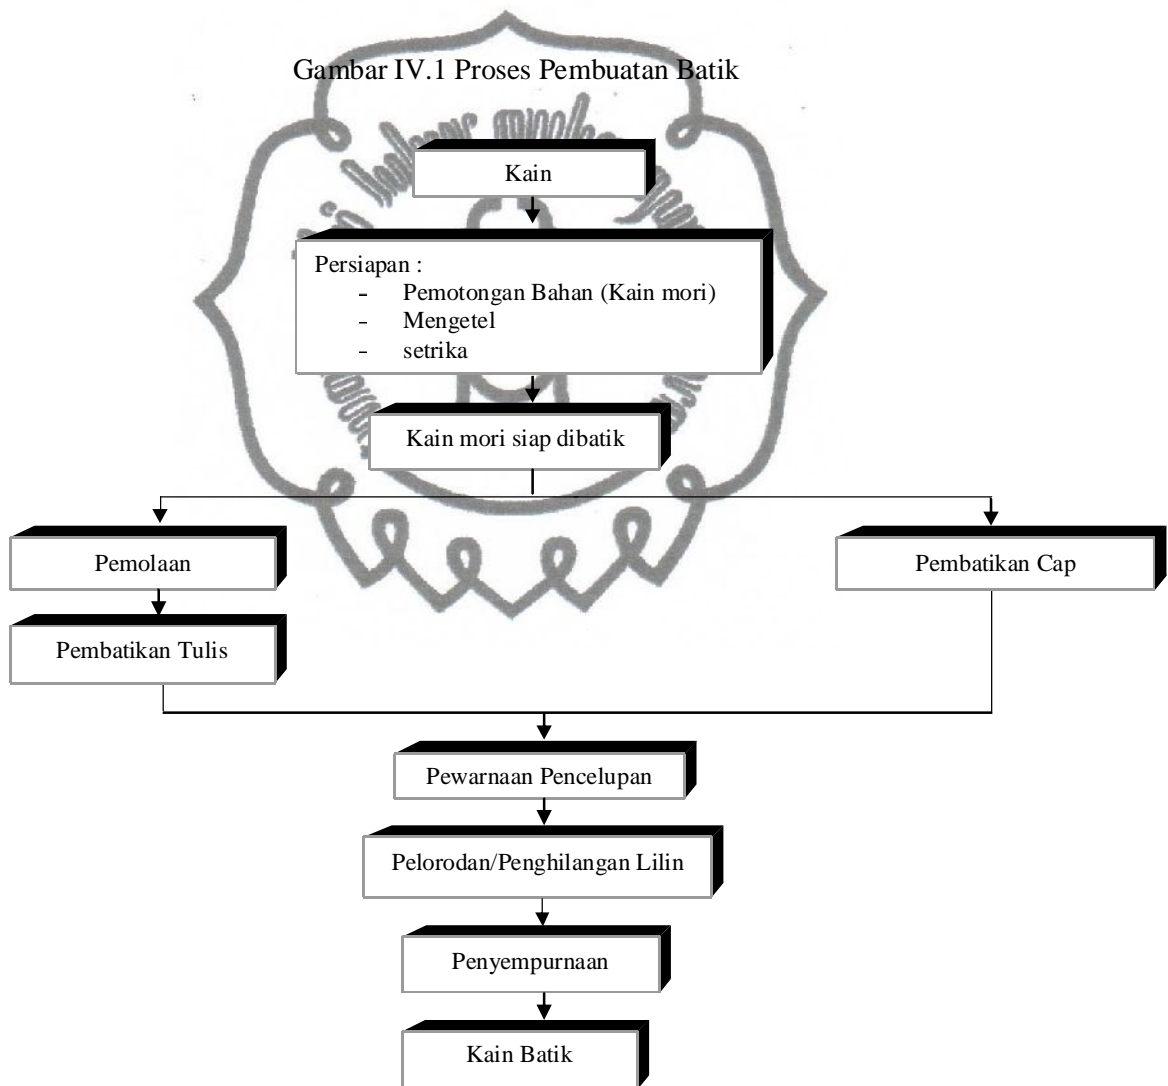 Gambar IV.1 Proses Pembuatan Batik
Kain
Persiapan :
- Pemotongan Bahan (Kain mori)
- Mengetel
- setrika
Kain mori siap dibatik
Pemolaan
Pembatikan Cap
Pembatikan Tulis
Pewarnaan Pencelupan
Pelorodan/Penghilangan Lilin
Penyempurnaan
Kain Batik